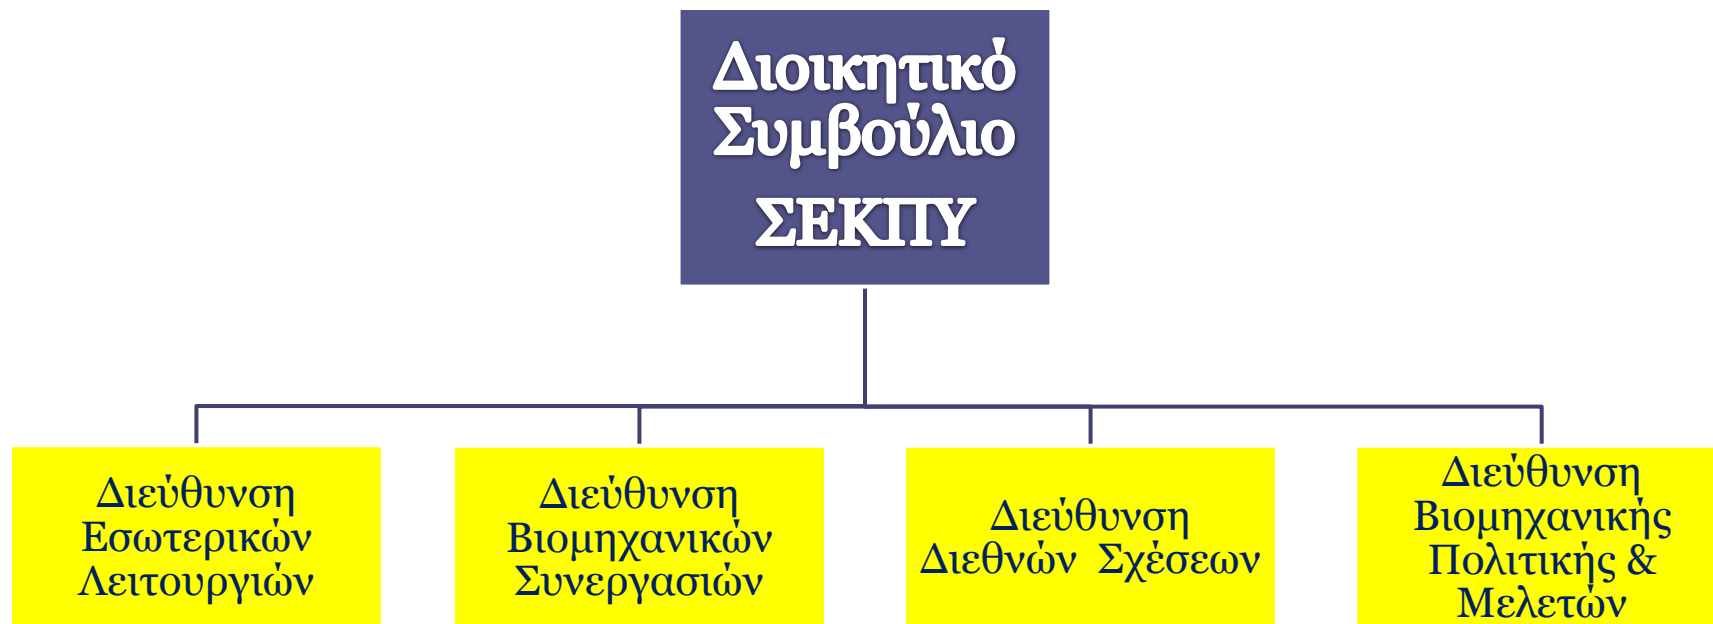 Διοικητικό
Συμβούλιο
ΣΕΚΠΥ
Διεύθυνση
Εσωτερικών
Λειτουργιών
Διεύθυνση
Βιομηχανικών
Συνεργασιών
Διεύθυνση
Διεθνών Σχέσεων
Διεύθυνση
Βιομηχανικής
Πολιτικής &
Μελετών